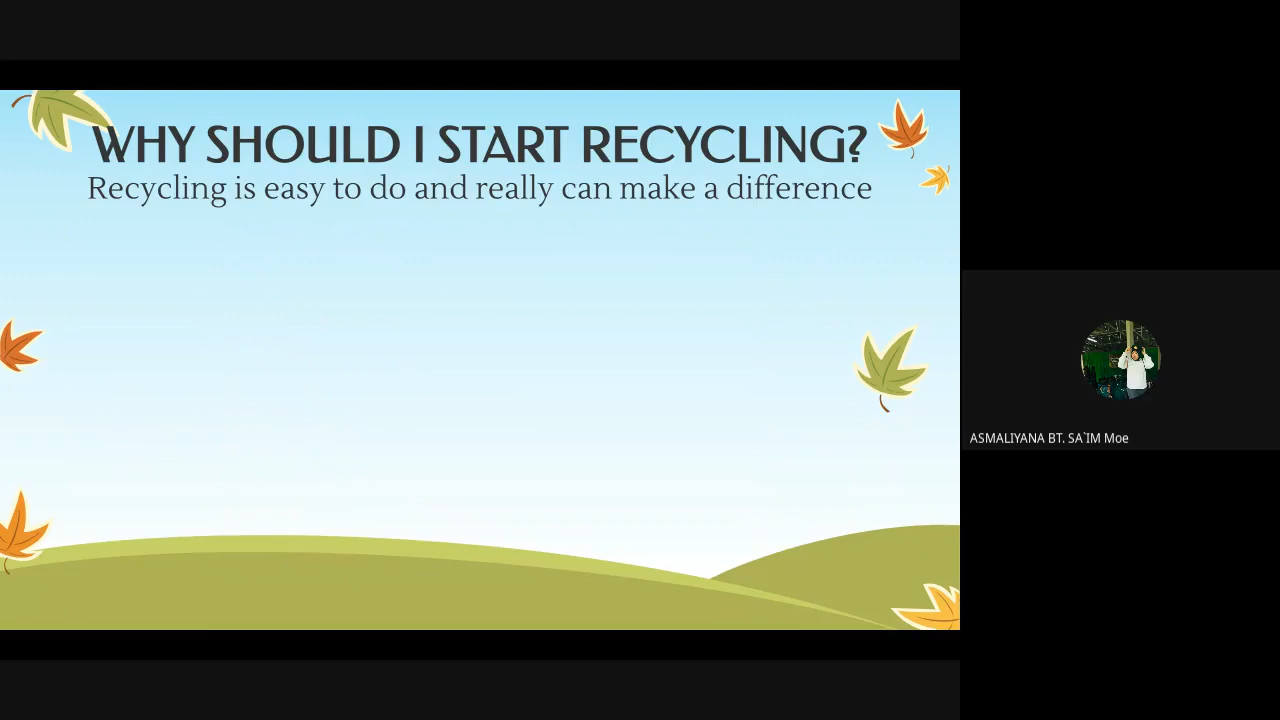 WHY SHOULD I START RECYCLING?
Recycling is easy to do and really can make a difference
ASMALIYANA BT. SA`IM Moe